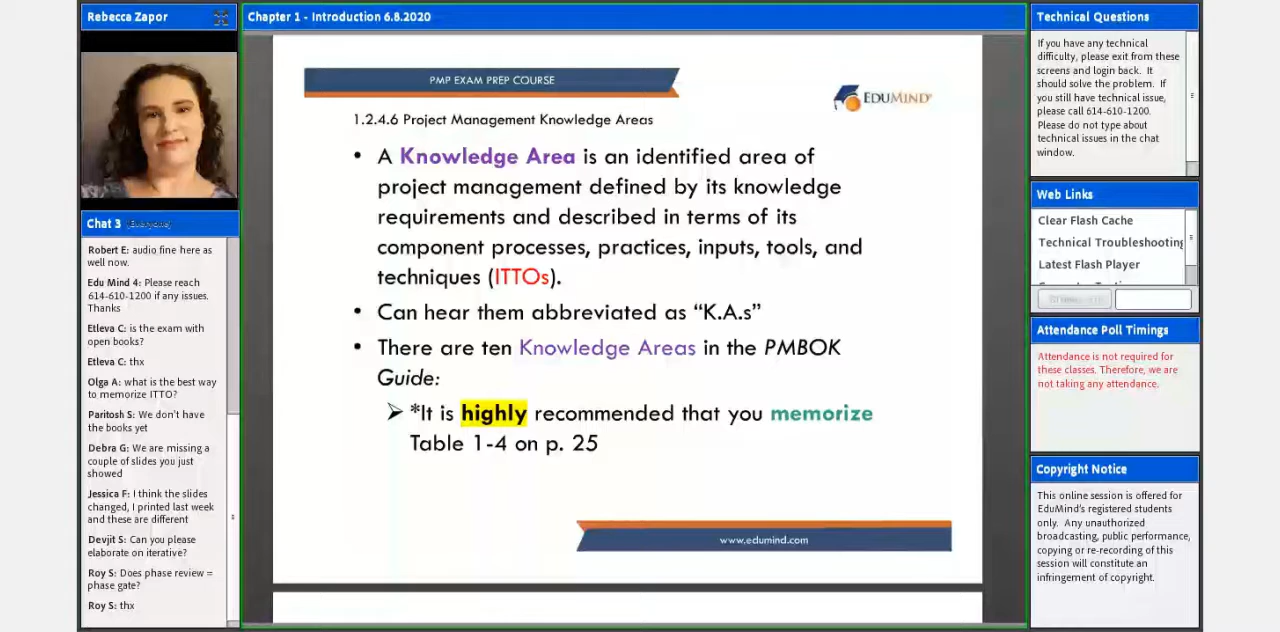 Rebecca Zapor
Chat 3 (Everyone)
Robert E: audio fine here as
well now.
Edu Mind 4: Please reach
614-610-1200 if any issues.
Thanks
Etleva C: is the exam with
open books?
Etleva C: thx
Olga A: what is the best way
to memorize ITTO?
Paritosh S: We don't have
the books yet
Debra G: We are missing a
couple of slides you just
showed
Jessica F: I think the slides
changed, I printed last week
and these are different
Devjit S: Can you please
elaborate on iterative?
Roy S: Does phase review =
phase gate?
Roy S: thx
Chapter 1 - Introduction 6.8.2020
PMP EXAM PREP COURSE
EDUMIND®
1.2.4.6 Project Management Knowledge Areas
• A Knowledge Area is an identified area of
project management defined by its knowledge
requirements and described in terms of its
component processes, practices, inputs, tools, and
techniques (ITTOs).
• Can hear them abbreviated as “K.A.s”
• There are ten Knowledge Areas in the PMBOK
Guide:
➢ *It is highly recommended that you memorize
Table 1-4 on p. 25
www.edumind.com
Technical Questions
If you have any technical
difficulty, please exit from these
screens and login back. It
should solve the problem. If
you still have technical issue,
please call 614-610-1200.
Please do not type about
technical issues in the chat
window.
Web Links
Clear Flash Cache
Technical Troubleshooting
Latest Flash Player
Attendance Poll Timings
Attendance is not required for
these classes. Therefore, we are
not taking any attendance.
Copyright Notice
This online session is offered for
EduMind's registered students
only. Any unauthorized
broadcasting, public performance,
copying or re-recording of this
session will constitute an
infringement of copyright.